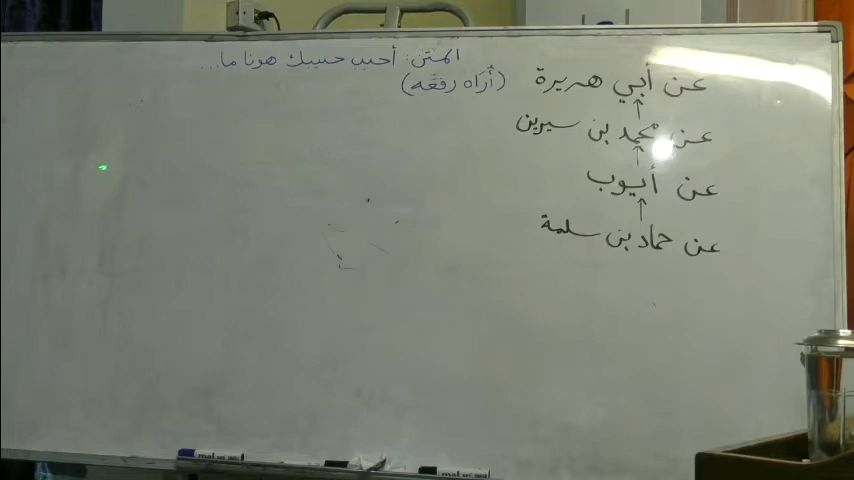 المتن: أحبب حبيبك هونا ما...
(أُرَاه رفعه)
عن أبي هريرة
عن محمد بن سيرين
عن أيوب
عن حماد بن سلمة